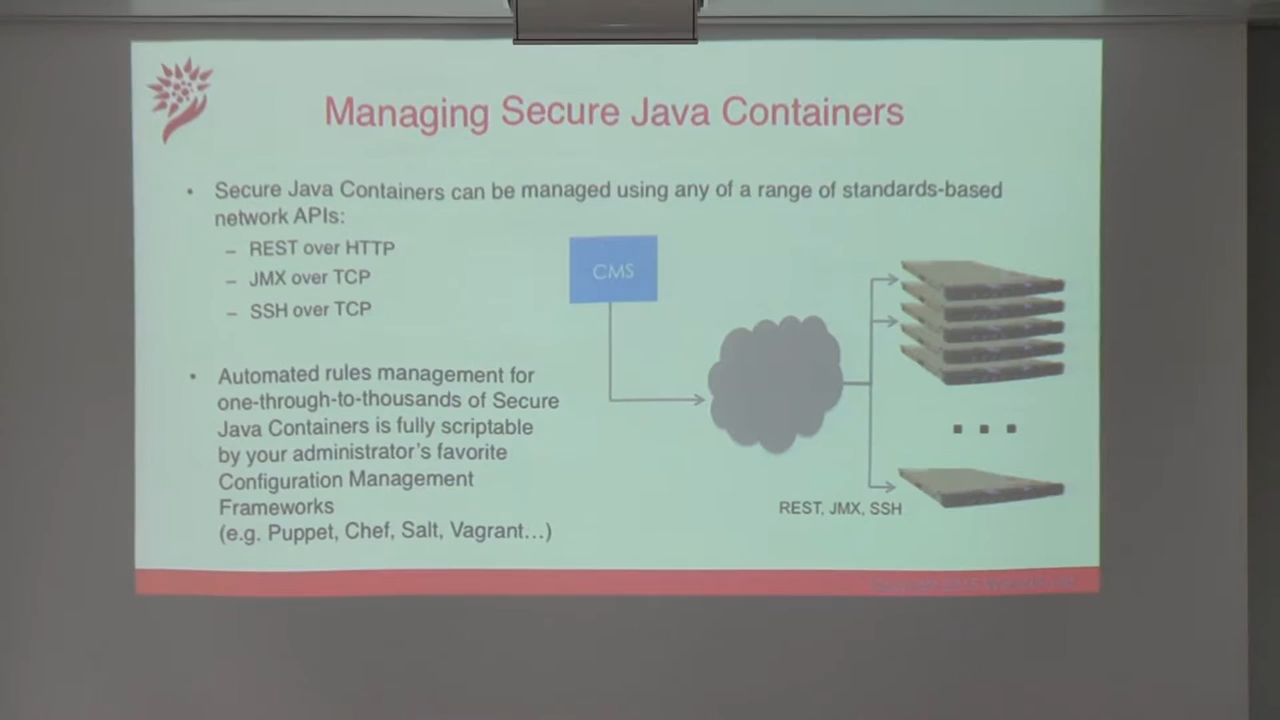 Managing Secure Java Containers
• Secure Java Containers can be managed using any of a range of standards-based
network APIs:
– REST over HTTP
– JMX over TCP
– SSH over TCP
CMS
• Automated rules management for
one-through-to-thousands of Secure
Java Containers is fully scriptable
by your administrator's favorite
Configuration Management
Frameworks
(e.g. Puppet, Chef, Salt, Vagrant…)
REST, JMX, SSH